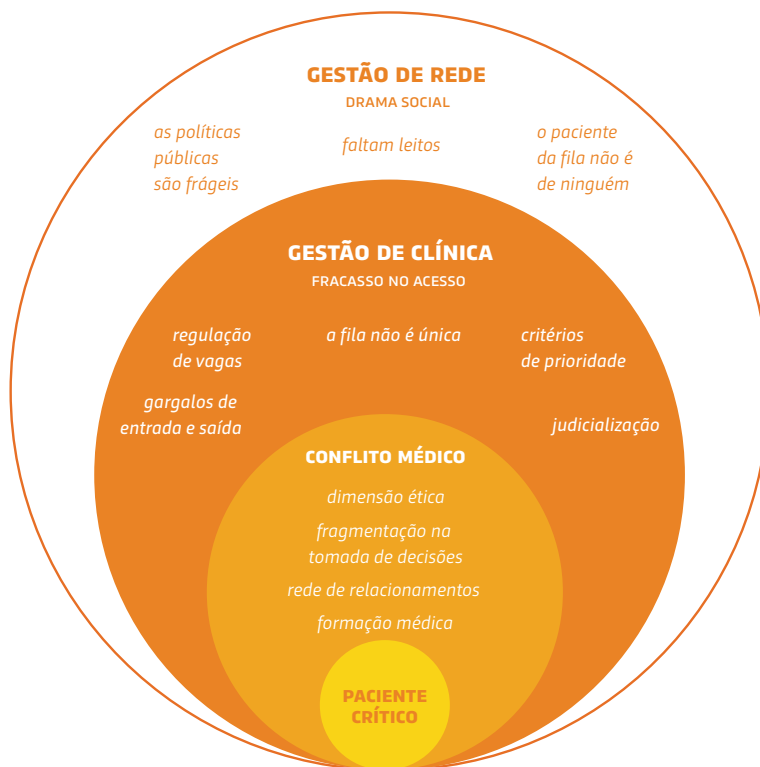 GESTÃO DE REDE
DRAMA SOCIAL
as políticas
públicas
são frágeis
faltam leitos
o paciente
da fila não é
de ninguém
GESTÃO DE CLÍNICA
FRACASSO NO ACESSO
regulação
de vagas
a fila não é única
critérios
de prioridade
gargalos de
entrada e saída
judicialização
CONFLITO MÉDICO
dimensão ética
fragmentação na
tomada de decisões
rede de relacionamentos
formação médica
PACIENTE
CRÍTICO